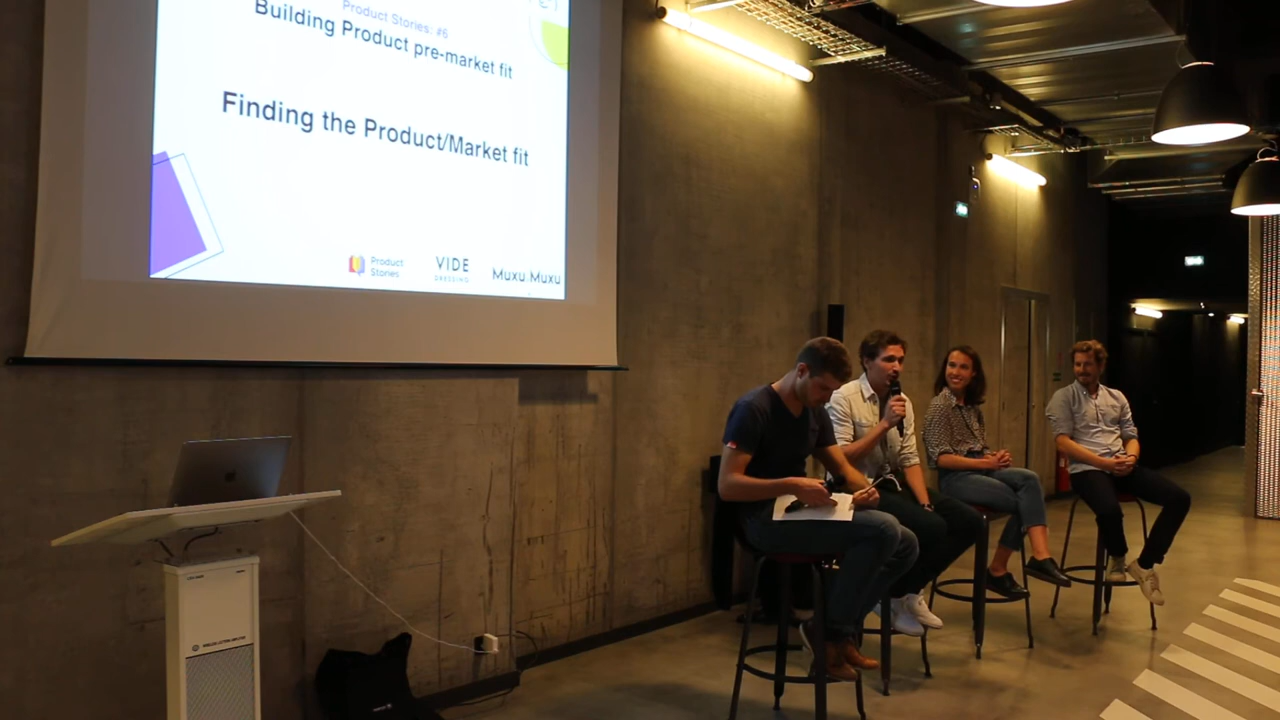 Product Stories: #6
Building Product pre-market fit
Finding the Product/Market fit
Product
Stories
VIDE
DRESSING
Muxu.Muxu